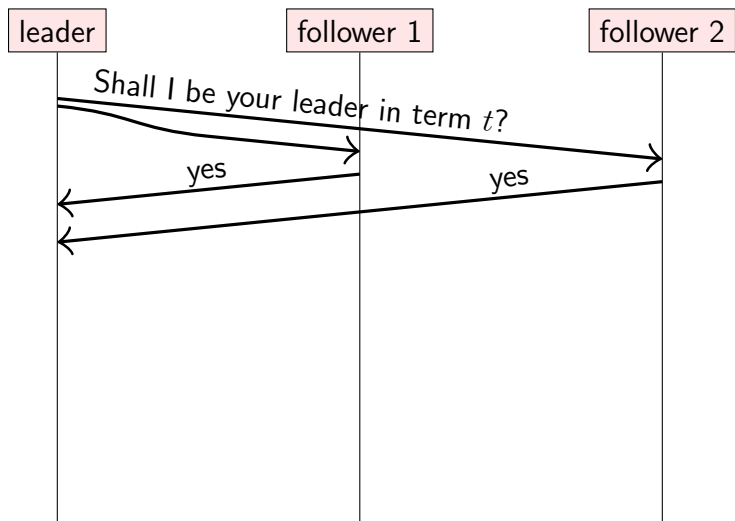 leader
follower 1
follower 2
Shall I be your leader in term t?
yes
yes